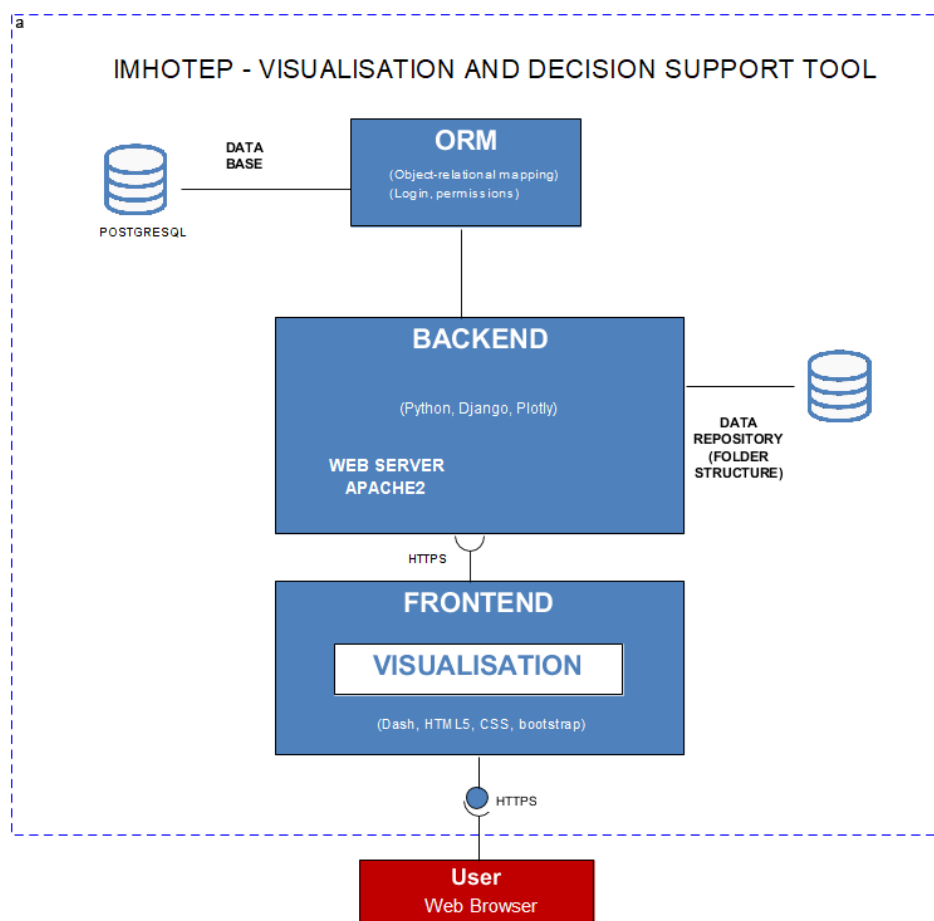 a
IMHOTEP - VISUALISATION AND DECISION SUPPORT TOOL
ORM
(Object-relational mapping)
(Login, permissions)
DATA
BASE
POSTGRESQL
BACKEND
(Python, Django, Plotly)
WEB SERVER
APACHE2
DATA
REPOSITORY
(FOLDER
STRUCTURE)
HTTPS
FRONTEND
VISUALISATION
(Dash, HTML5, CSS, bootstrap)
HTTPS
User
Web Browser